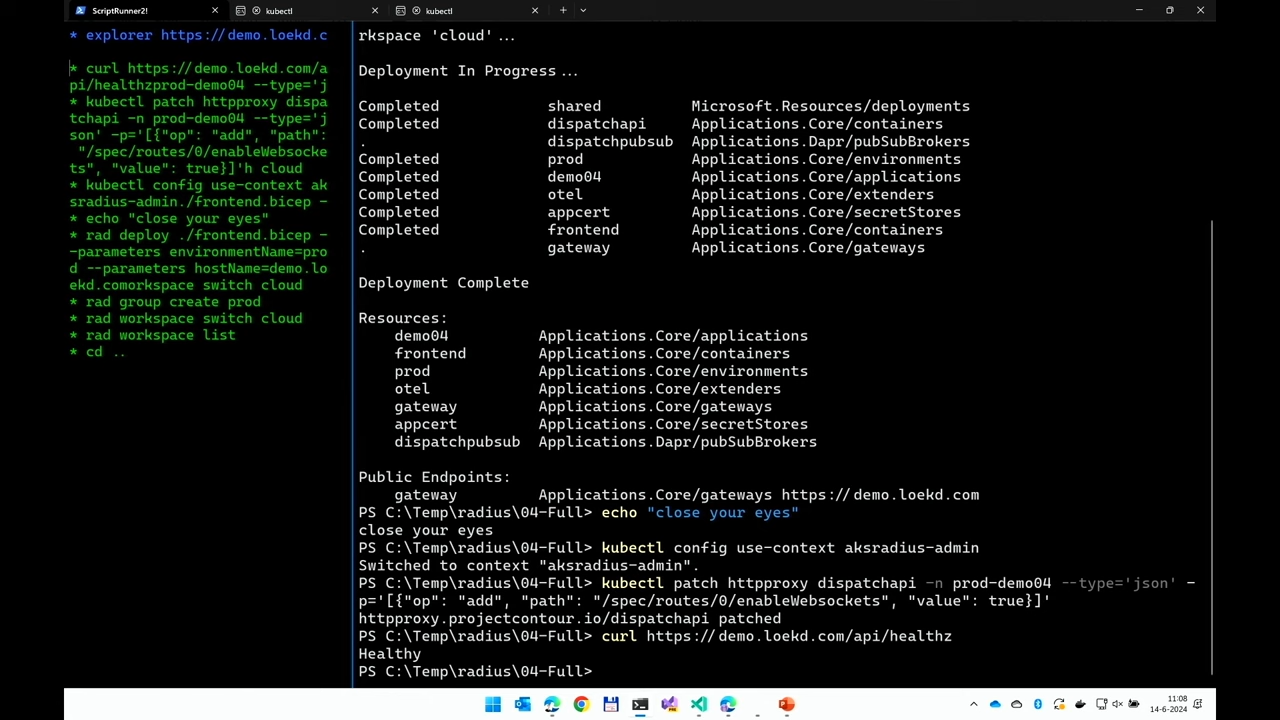 ScriptRunner2!
kubectl
kubectl
* explorer https://demo.loekd.c
* curl https://demo.loekd.com/a
pi/healthzprod-demo04 --type='j
* kubectl patch httpproxy dispa
tchapi -n prod-demo04 --type='j
son' -p='[{"op": "add", "path":
"/spec/routes/0/enableWebsocke
ts", "value": true}]'h cloud
* kubectl config use-context ak
sradius-admin./frontend.bicep -
* echo "close your eyes"
* rad deploy ./frontend.bicep -
-parameters environmentName=pro
d --parameters hostName=demo.lo
ekd.comorkspace switch cloud
* rad group create prod
* rad workspace switch cloud
* rad workspace list
* cd ..
rkspace 'cloud'...
Deployment In Progress...
Completed shared Microsoft.Resources/deployments
Completed dispatchapi Applications.Core/containers
. dispatchpubsub Applications.Dapr/pubSubBrokers
Completed prod Applications.Core/environments
Completed demo04 Applications.Core/applications
Completed otel Applications.Core/extenders
Completed appcert Applications.Core/secretStores
Completed frontend Applications.Core/containers
. gateway Applications.Core/gateways
Deployment Complete
Resources:
demo04 Applications.Core/applications
frontend Applications.Core/containers
prod Applications.Core/environments
otel Applications.Core/extenders
gateway Applications.Core/gateways
appcert Applications.Core/secretStores
dispatchpubsub Applications.Dapr/pubSubBrokers
Public Endpoints:
gateway Applications.Core/gateways https://demo.loekd.com
PS C:\Temp\radius\04-Full> echo "close your eyes"
close your eyes
PS C:\Temp\radius\04-Full> kubectl config use-context aksradius-admin
Switched to context "aksradius-admin".
PS C:\Temp\radius\04-Full> kubectl patch httpproxy dispatchapi -n prod-demo04 --type='json' -
p='[{"op": "add", "path": "/spec/routes/0/enableWebsockets", "value": true}]'
httpproxy.projectcontour.io/dispatchapi patched
PS C:\Temp\radius\04-Full> curl https://demo.loekd.com/api/healthz
Healthy
PS C:\Temp\radius\04-Full>
11:08
14-6-2024